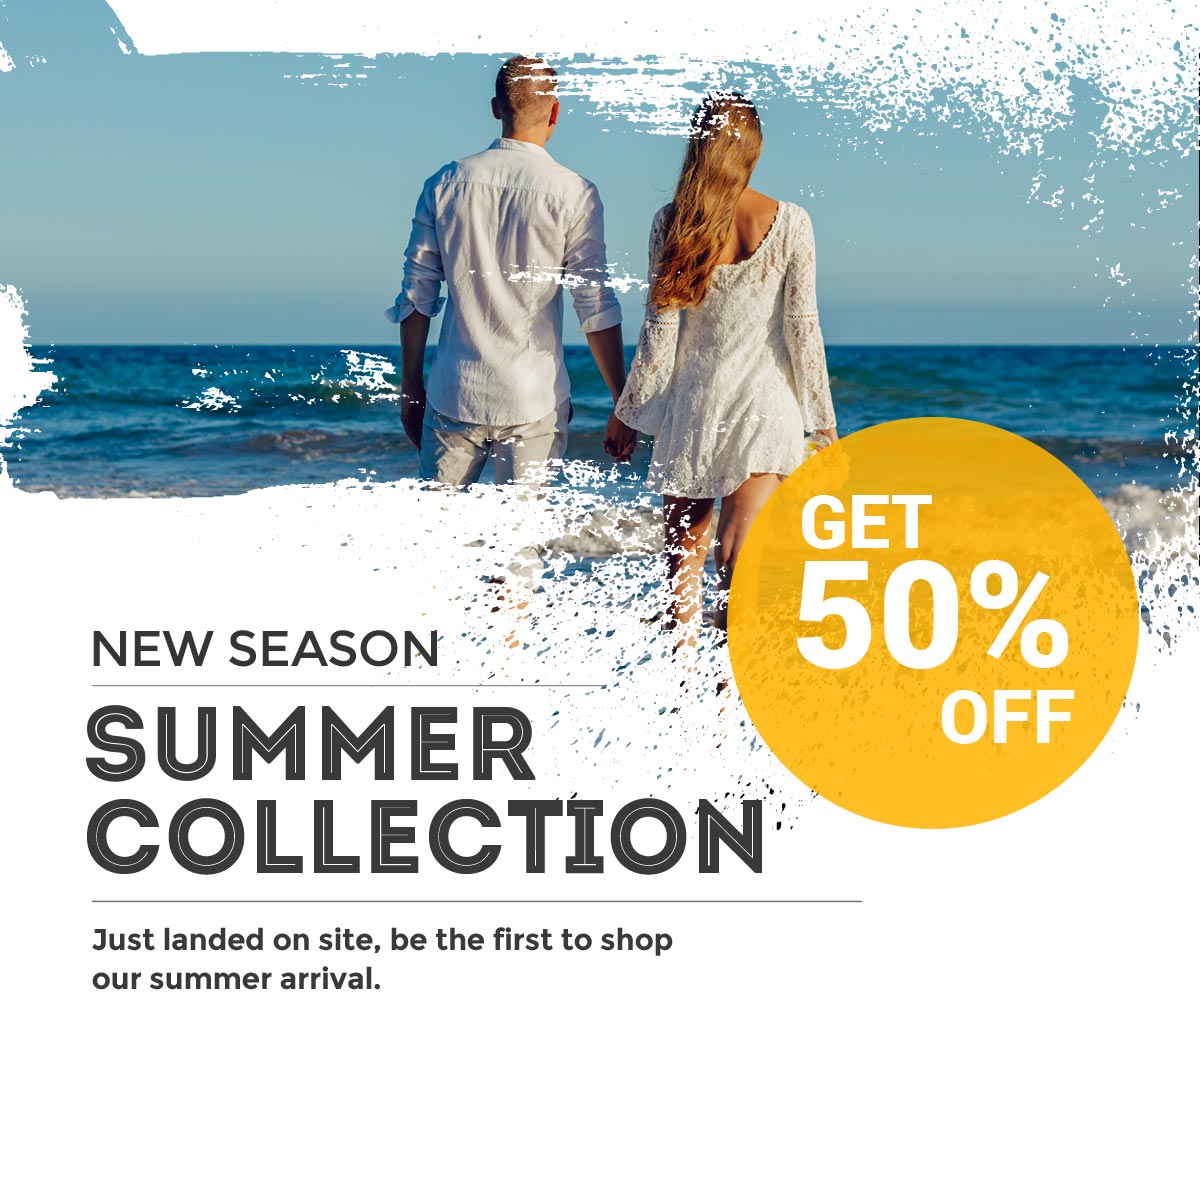 GET
50%
OFF
NEW SEASON
SUMMER
COLLECTION
Just landed on site, be the first to shop
our summer arrival.